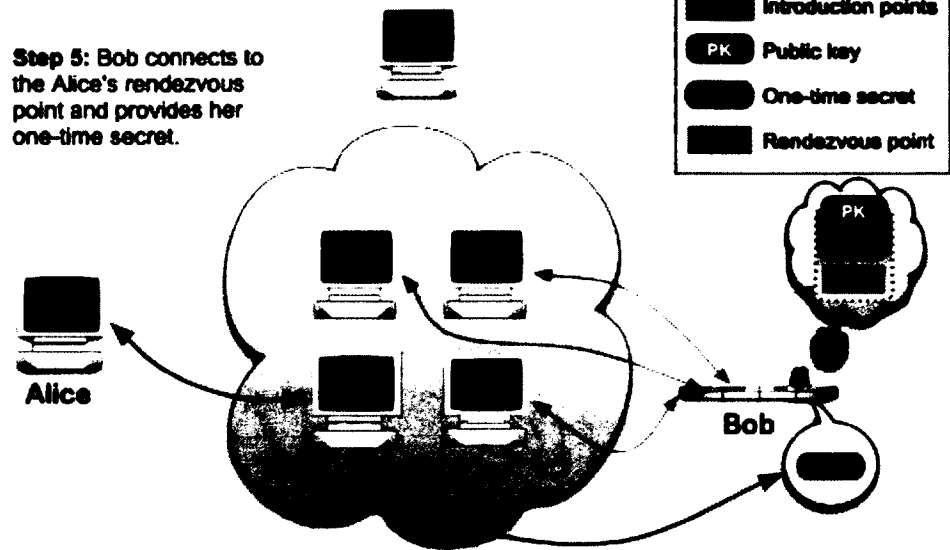 Step 5: Bob connects to
the Alice's rendezvous
point and provides her
one-time secret.
Introduction points
PK Public key
One-time secret
Rendezvous point
PK
Alice
Bob